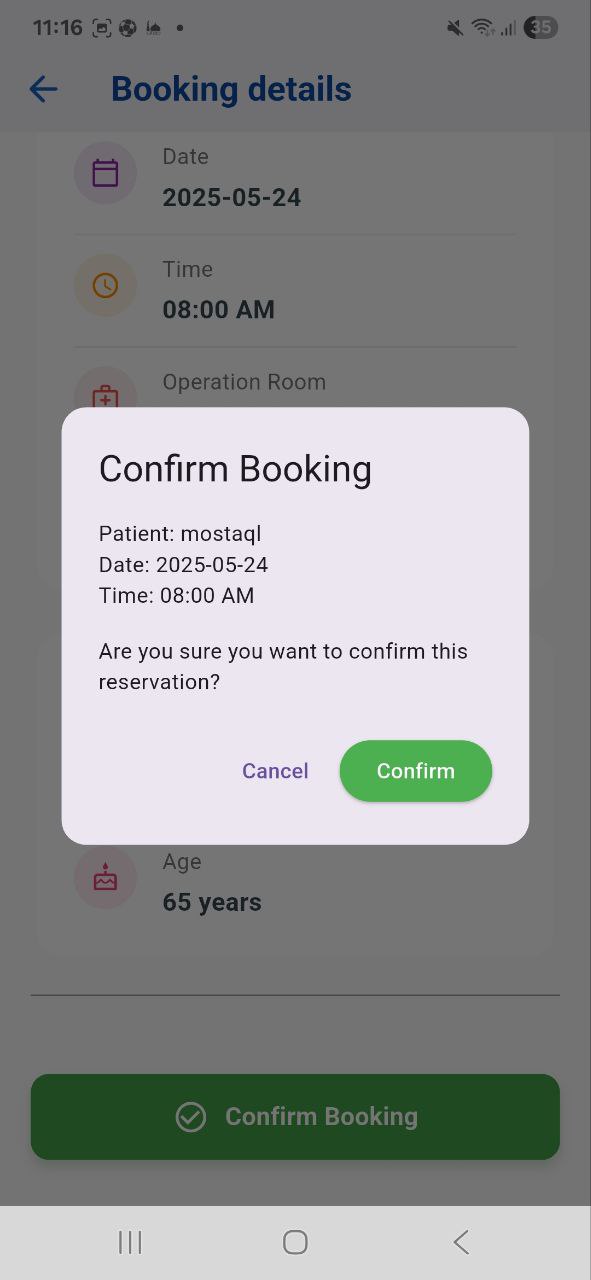 11:16
35
Booking details
Date
2025-05-24
Time
08:00 AM
Operation Room
Confirm Booking
Patient: mostaql
Date: 2025-05-24
Time: 08:00 AM
Are you sure you want to confirm this
reservation?
Cancel
Confirm
Age
65 years
Confirm Booking